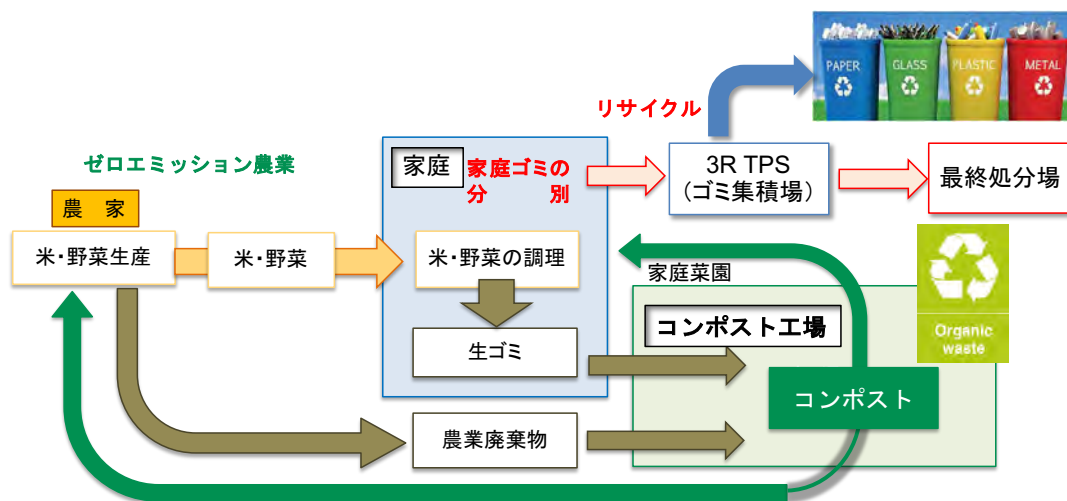 PAPER
GLASS
PLASTIC
METAL
リサイクル
ゼロエミッション農業
家庭
家庭ゴミの
分 別
3R TPS
（ゴミ集積場）
最終処分場
農 家
米・野菜生産
米・野菜
米・野菜の調理
家庭菜園
コンポスト工場
Organic
waste
生ゴミ
コンポスト
農業廃棄物